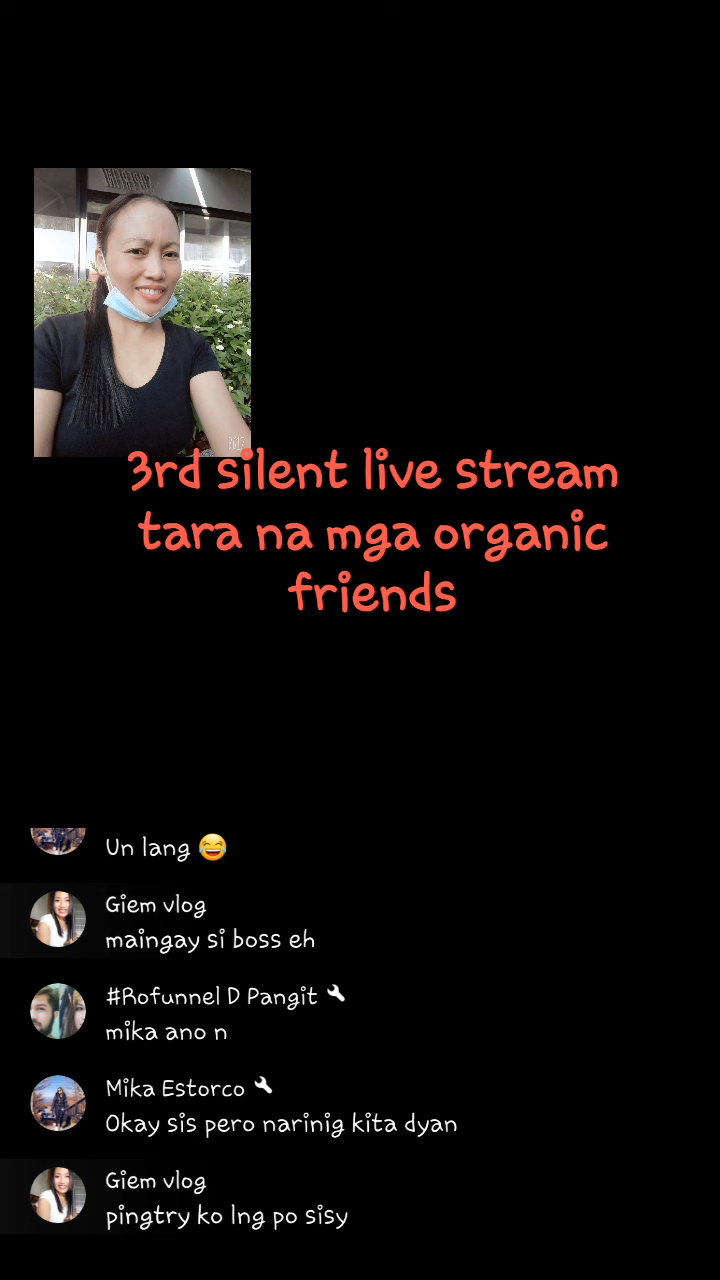 3rd silent live stream
tara na mga organic
friends
Un lang 😂
Giem vlog
maingay si boss eh
#Rofunnel D Pangit
mika ano n
Mika Estorco
Okay sis pero narinig kita dyan
Giem vlog
pingtry ko lng po sisy